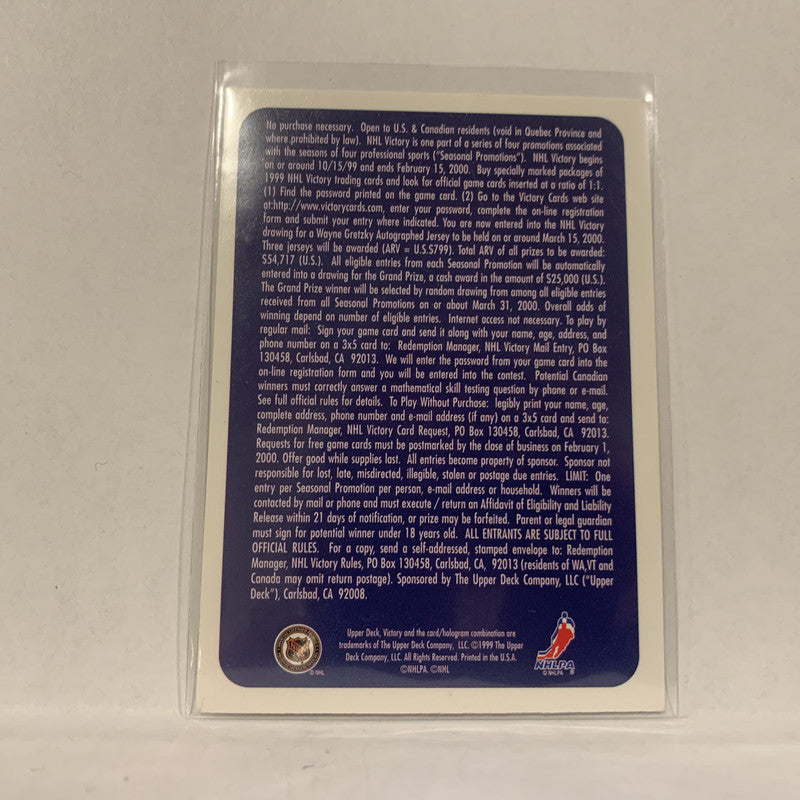 No purchase necessary. Open to U.S. & Canadian residents (void in Quebec Province and
where prohibited by law). NHL Victory is one part of a series of four promotions associated
with the seasons of four professional sports ("Seasonal Promotions"). NHL Victory begins
on or around 10/15/99 and ends February 15, 2000. Buy specially marked packages of
1999 NHL Victory trading cards and look for official game cards inserted at a ratio of 1:1.
(1) Find the password printed on the game card. (2) Go to the Victory Cards web site
at:http://www.victorycards.com, enter your password, complete the on-line registration
form and submit your entry where indicated. You are now entered into the NHL Victory
drawing for a Wayne Gretzky Autographed Jersey to be held on or around March 15, 2000.
Three jerseys will be awarded (ARV = U.S.$799). Total ARV of all prizes to be awarded:
$54,717 (U.S.). All eligible entries from each Seasonal Promotion will be automatically
entered into a drawing for the Grand Prize, a cash award in the amount of $25,000 (U.S.).
The Grand Prize winner will be selected by random drawing from among all eligible entries
received from all Seasonal Promotions on or about March 31, 2000. Overall odds of
winning depend on number of eligible entries. Internet access not necessary. To play by
regular mail: Sign your game card and send it along with your name, age, address, and
phone number on a 3x5 card to: Redemption Manager, NHL Victory Mail Entry, PO Box
130458, Carlsbad, CA 92013. We will enter the password from your game card into the
on-line registration form and you will be entered into the contest. Potential Canadian
winners must correctly answer a mathematical skill testing question by phone or e-mail.
See full official rules for details. To Play Without Purchase: legibly print your name, age,
complete address, phone number and e-mail address (if any) on a 3x5 card and send to:
Redemption Manager, NHL Victory Card Request, PO Box 130458, Carlsbad, CA 92013.
Requests for free game cards must be postmarked by the close of business on February 1,
2000. Offer good while supplies last. All entries become property of sponsor. Sponsor not
responsible for lost, late, misdirected, illegible, stolen or postage due entries. LIMIT: One
entry per Seasonal Promotion per person, e-mail address or household. Winners will be
contacted by mail or phone and must execute / return an Affidavit of Eligibility and Liability
Release within 21 days of notification, or prize may be forfeited. Parent or legal guardian
must sign for potential winner under 18 years old. ALL ENTRANTS ARE SUBJECT TO FULL
OFFICIAL RULES. For a copy, send a self-addressed, stamped envelope to: Redemption
Manager, NHL Victory Rules, PO Box 130458, Carlsbad, CA, 92013 (residents of WA,VT and
Canada may omit return postage). Sponsored by The Upper Deck Company, LLC ("Upper
Deck"), Carlsbad, CA 92008.
Upper Deck, Victory and the card/hologram combination are
trademarks of The Upper Deck Company, LLC. ©1999 The Upper
Deck Company, LLC. All Rights Reserved. Printed in the U.S.A.
©NHLPA. ©NHL
© NHL
NHLPA
© NHLPA